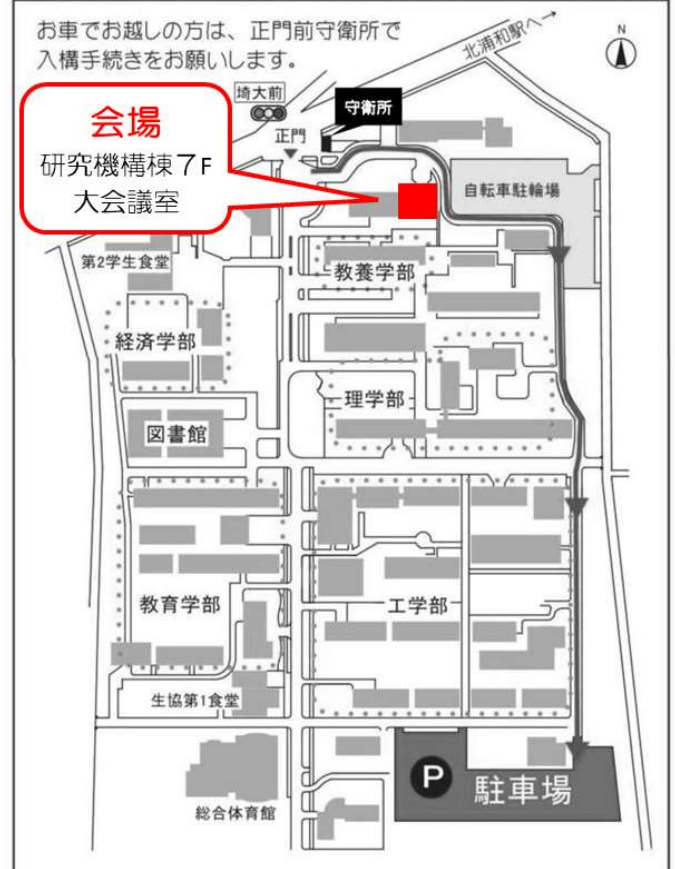 お車でお越しの方は、正門前守衛所で
入構手続きをお願いします。
北浦和駅へ→
N
埼大前
守衛所
正門
会場
研究機構棟7F
大会議室
自転車駐輪場
第2学生食堂
教養学部
経済学部
理学部
図書館
教育学部
工学部
生協第1食堂
総合体育館
P
駐車場